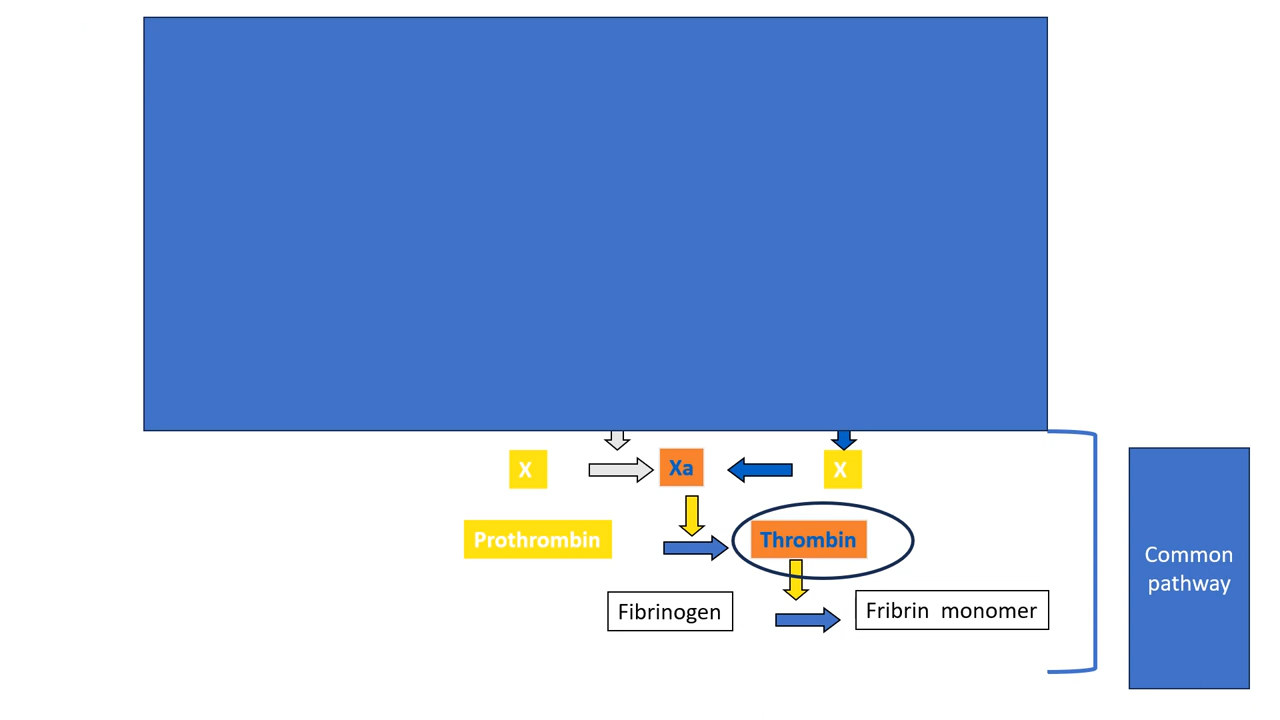 X
Xa
X
Prothrombin
Thrombin
Fibrinogen
Fribrin monomer
Common
pathway